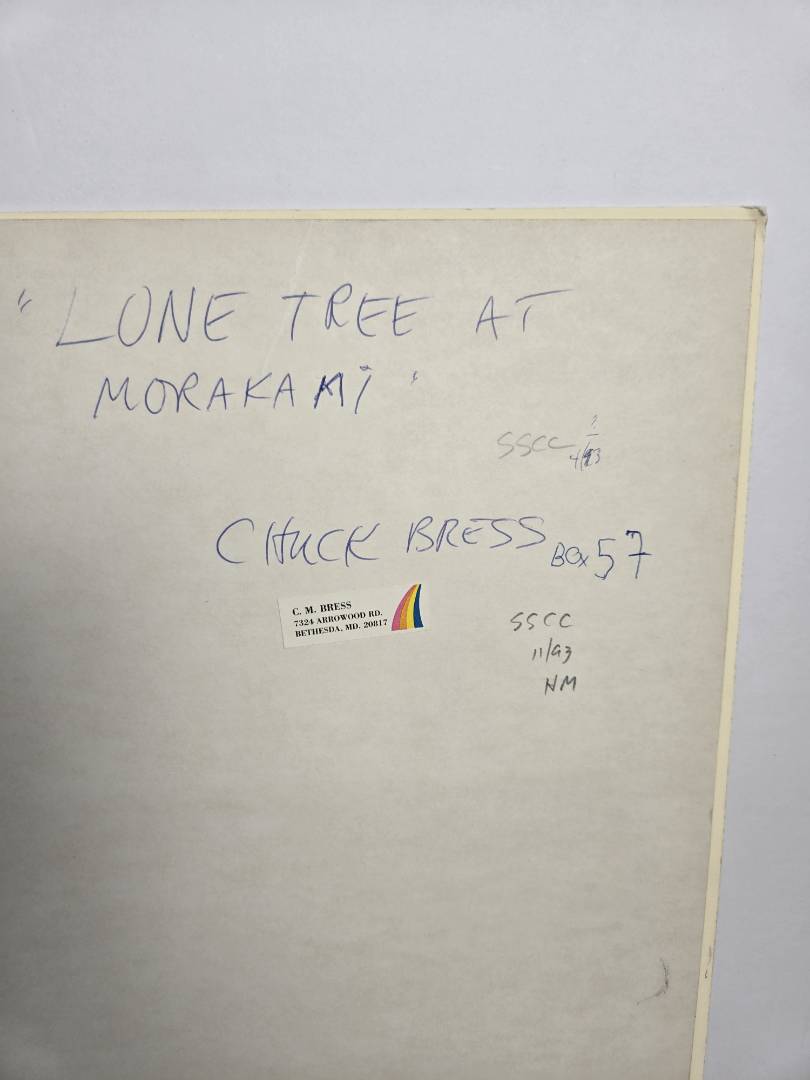 "LONE TREE AT
MORAKAMI"
SSCC
CHUCK BRESS BOX 57
C. M. BRESS
7324 ARROWOOD RD.
BETHESDA, MD. 20817
SSCC
11/93
NM